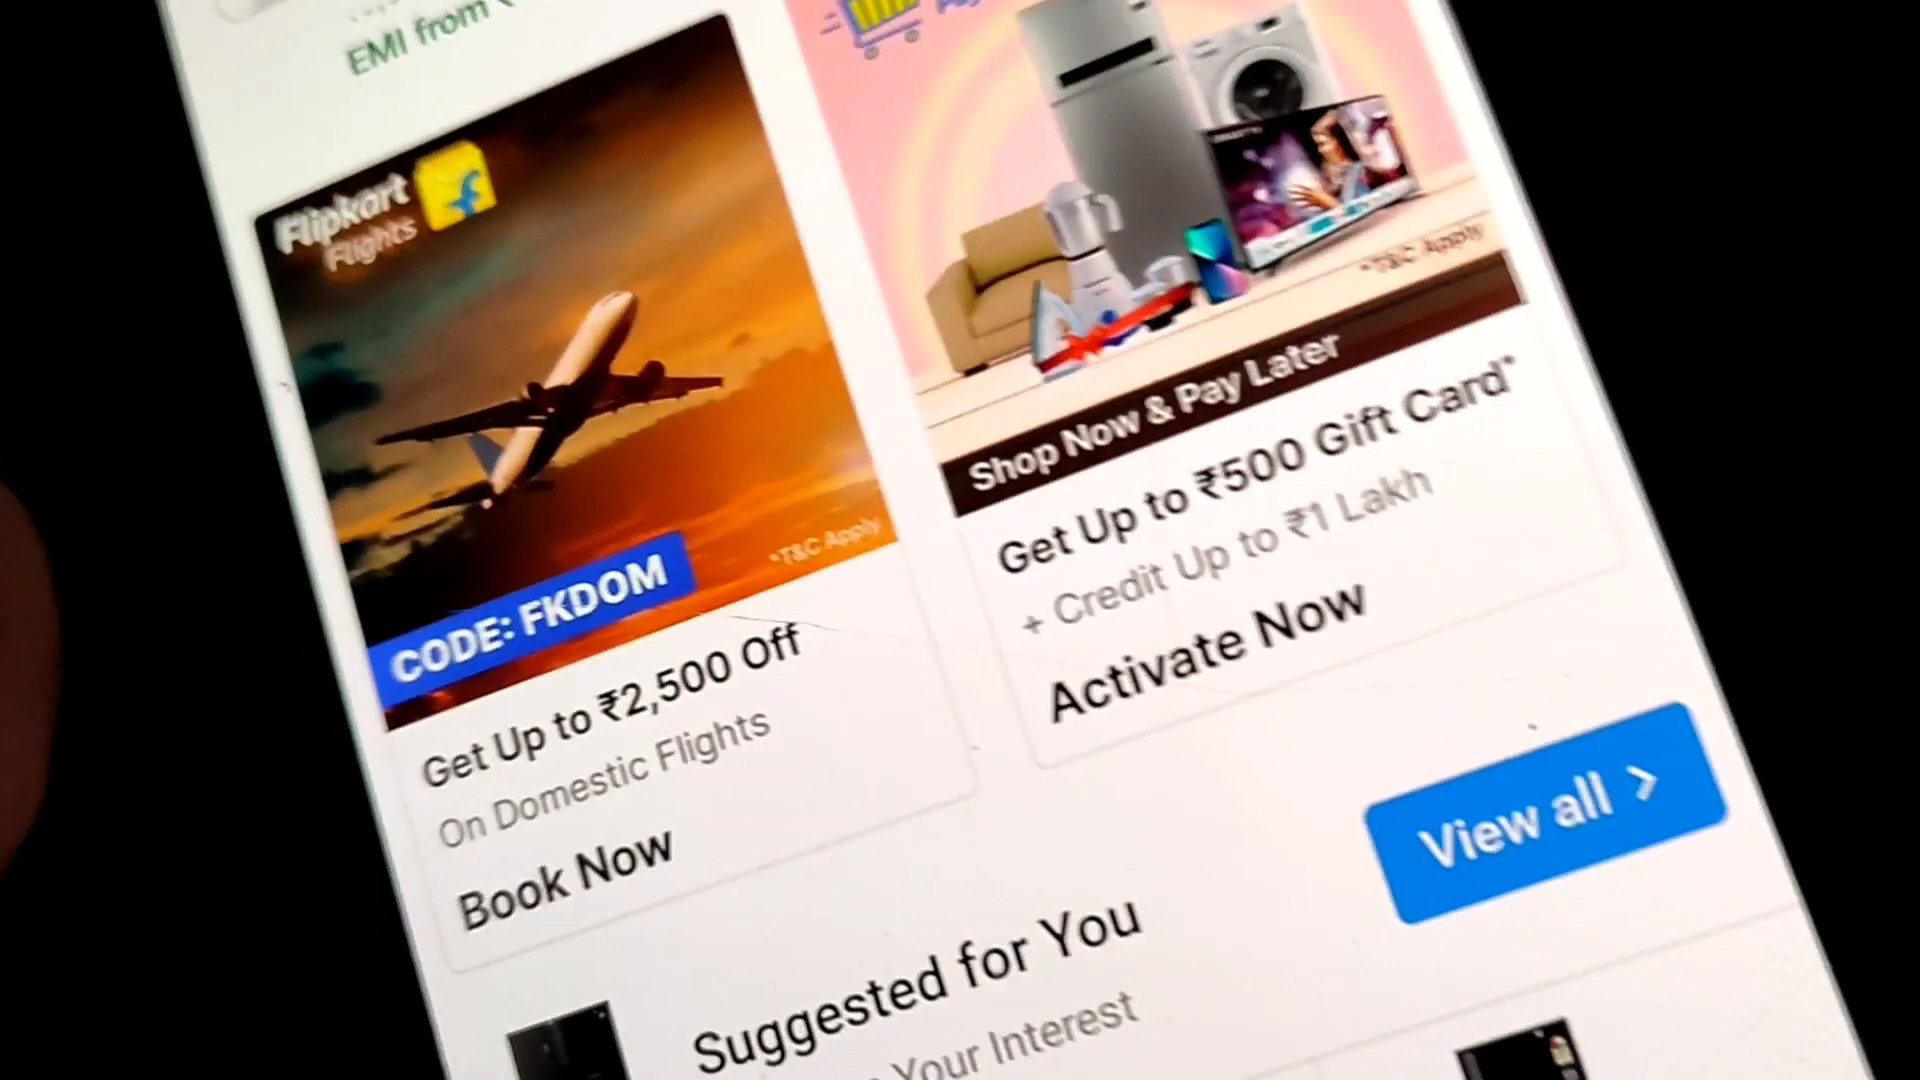 EMI from
Flipkart
Flights
*T&C Apply
CODE: FKDOM
Get Up to ₹2,500 Off
On Domestic Flights
Book Now
*T&C Apply
Shop Now & Pay Later
Get Up to ₹500 Gift Card*
+ Credit Up to ₹1 Lakh
Activate Now
View all >
Suggested for You
Your Interest